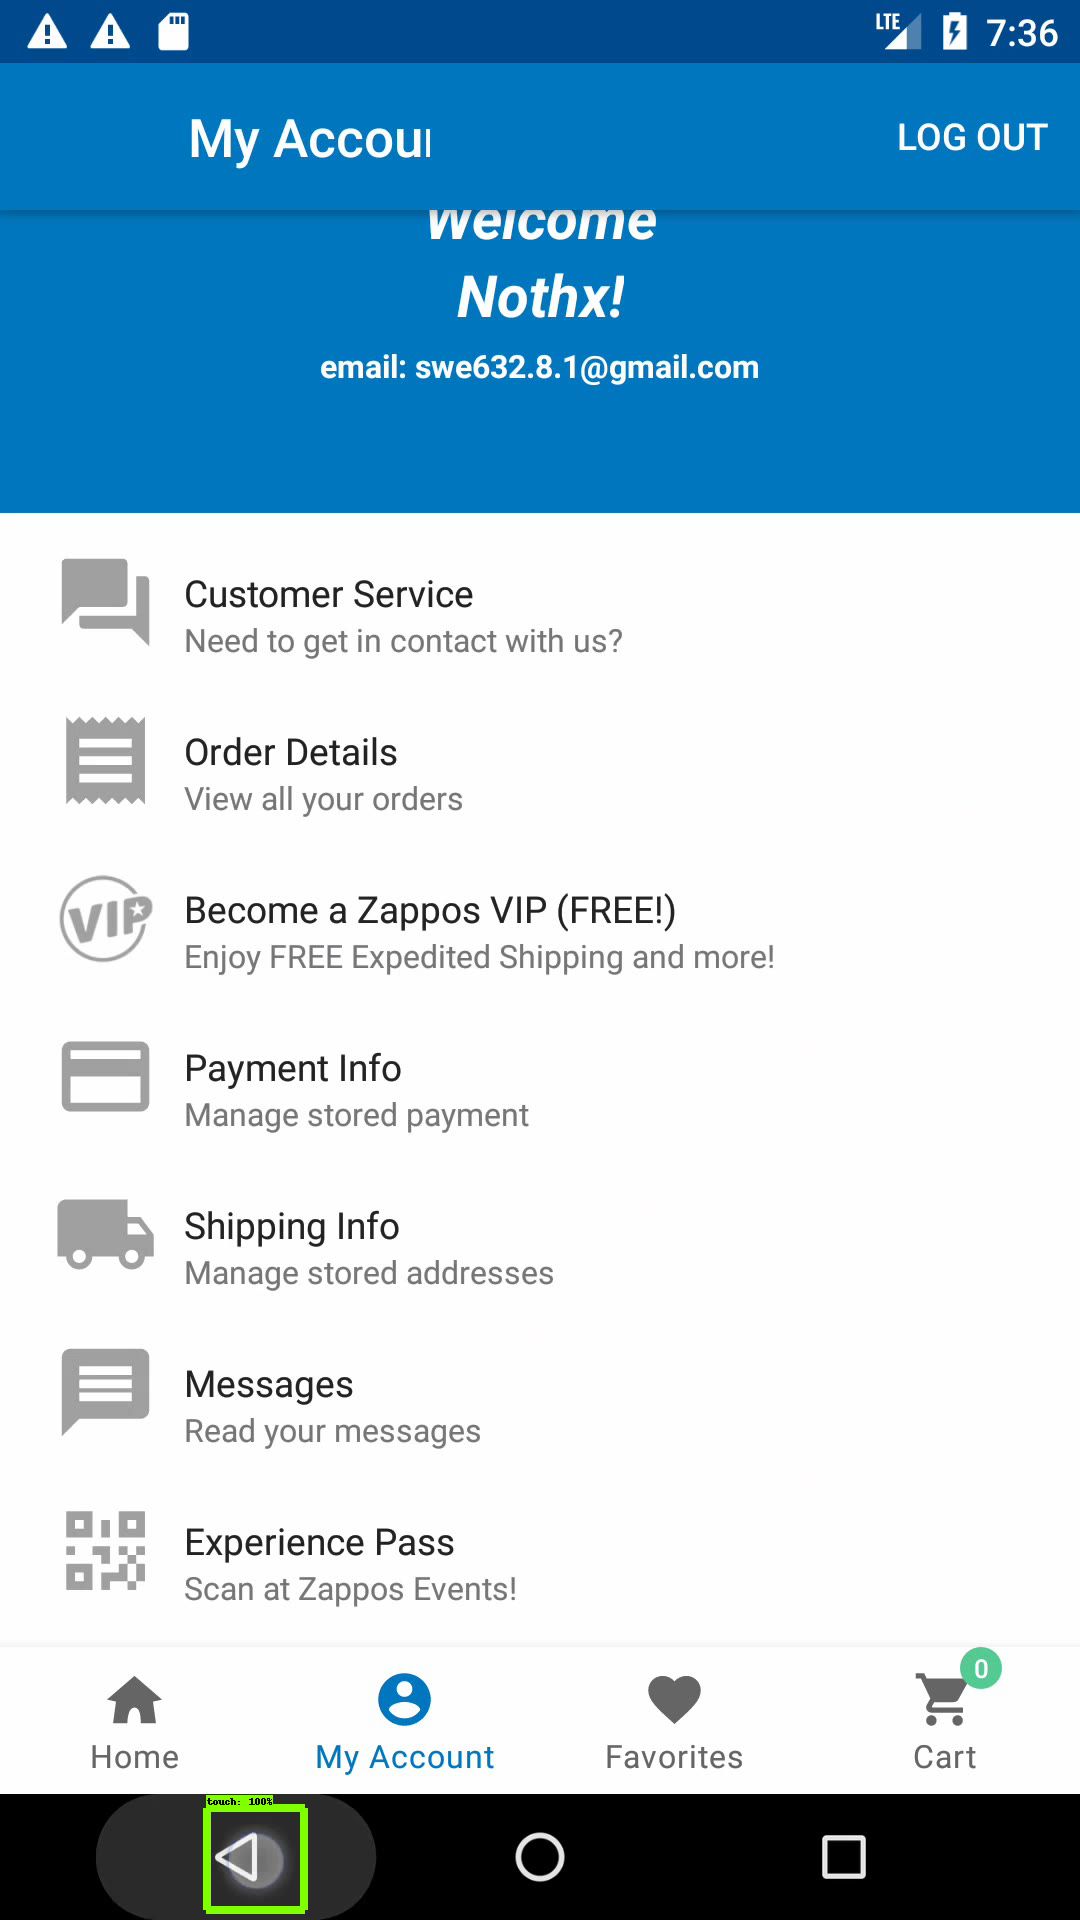 LTE 7:36
My Accou
LOG OUT
Welcome
Nothx!
email: swe632.8.1@gmail.com
Customer Service
Need to get in contact with us?
Order Details
View all your orders
VIP
Become a Zappos VIP (FREE!)
Enjoy FREE Expedited Shipping and more!
Payment Info
Manage stored payment
Shipping Info
Manage stored addresses
Messages
Read your messages
Experience Pass
Scan at Zappos Events!
0
Home
My Account
Favorites
Cart
touch: 100%